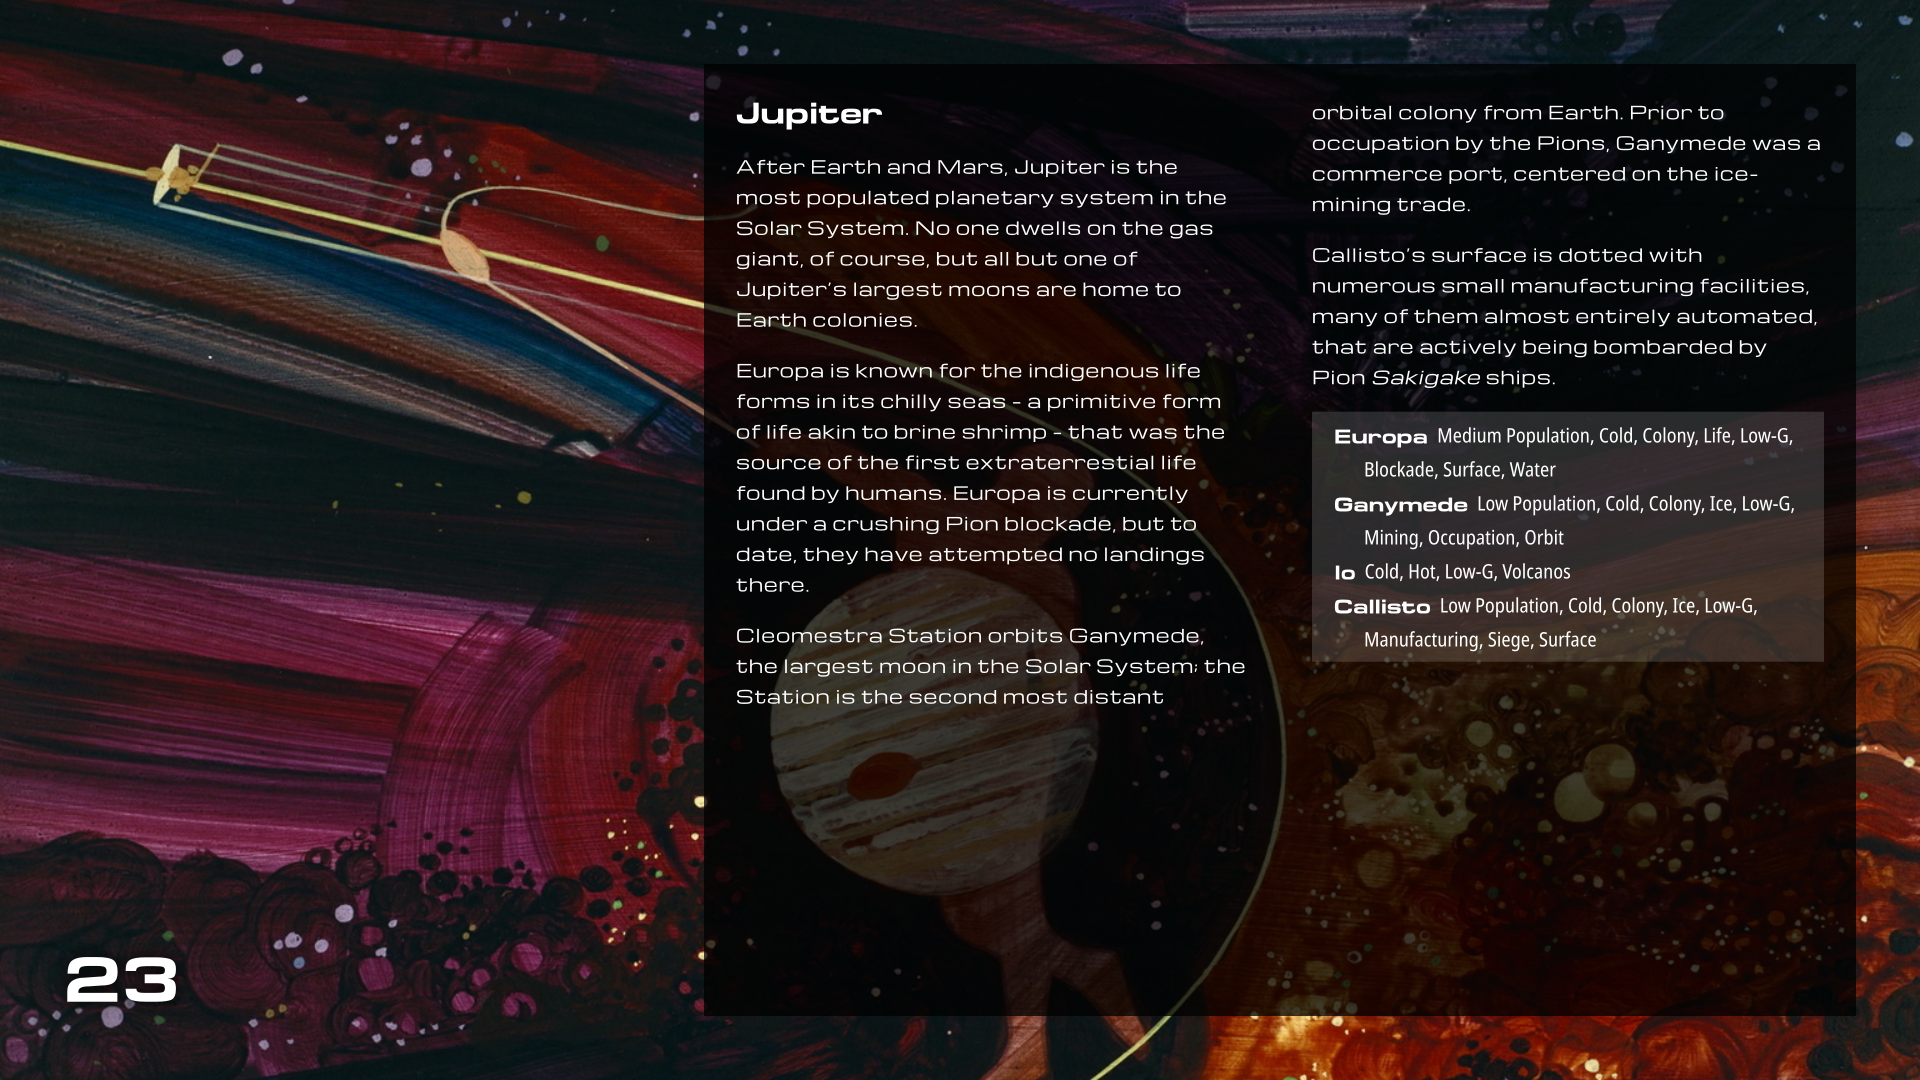 Jupiter
After Earth and Mars, Jupiter is the
most populated planetary system in the
Solar System. No one dwells on the gas
giant, of course, but all but one of
Jupiter's largest moons are home to
Earth colonies.
Europa is known for the indigenous life
forms in its chilly seas – a primitive form
of life akin to brine shrimp – that was the
source of the first extraterrestial life
found by humans. Europa is currently
under a crushing Pion blockade, but to
date, they have attempted no landings
there.
Cleomestra Station orbits Ganymede,
the largest moon in the Solar System; the
Station is the second most distant
orbital colony from Earth. Prior to
occupation by the Pions, Ganymede was a
commerce port, centered on the ice-
mining trade.
Callisto's surface is dotted with
numerous small manufacturing facilities,
many of them almost entirely automated,
that are actively being bombarded by
Pion Sakigake ships.
Europa Medium Population, Cold, Colony, Life, Low-G,
Blockade, Surface, Water
Ganymede Low Population, Cold, Colony, Ice, Low-G,
Mining, Occupation, Orbit
Io Cold, Hot, Low-G, Volcanos
Callisto Low Population, Cold, Colony, Ice, Low-G,
Manufacturing, Siege, Surface
23